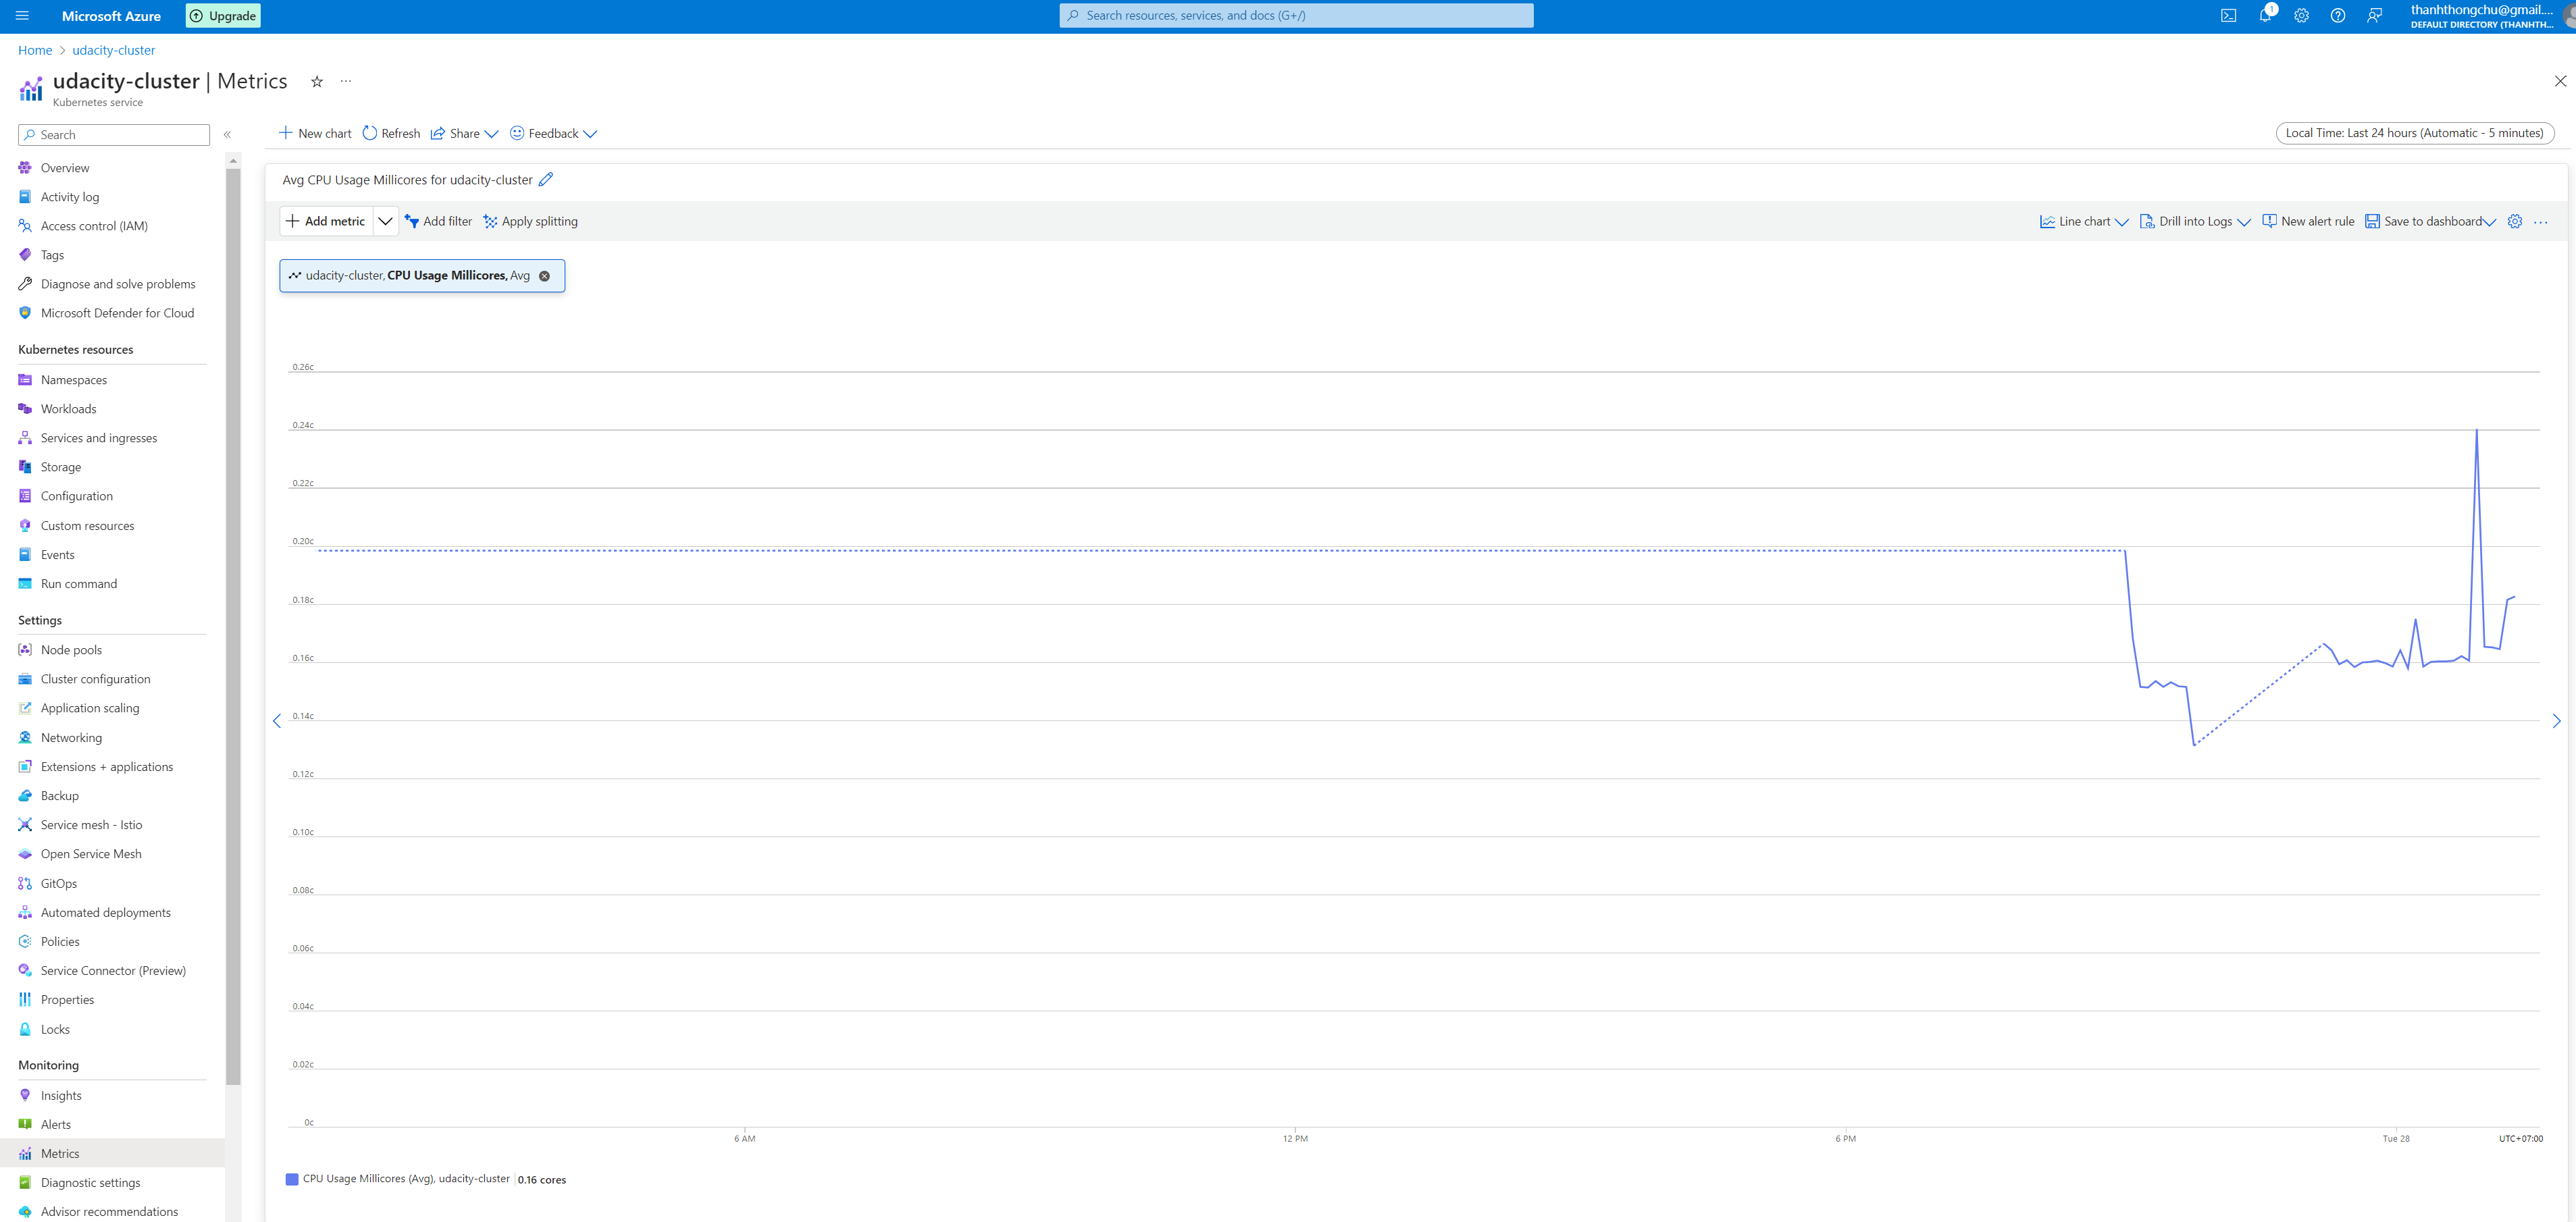 Microsoft Azure
Upgrade
Search resources, services, and docs (G+/)
1
thanhthongchu@gmail....
DEFAULT DIRECTORY (THANHTH...
Home > udacity-cluster
udacity-cluster | Metrics
Kubernetes service
Search
New chart
Refresh
Share
Feedback
Local Time: Last 24 hours (Automatic - 5 minutes)
Overview
Activity log
Access control (IAM)
Tags
Diagnose and solve problems
Microsoft Defender for Cloud
Kubernetes resources
Namespaces
Workloads
Services and ingresses
Storage
Configuration
Custom resources
Events
Run command
Settings
Node pools
Cluster configuration
Application scaling
Networking
Extensions + applications
Backup
Service mesh - Istio
Open Service Mesh
GitOps
Automated deployments
Policies
Service Connector (Preview)
Properties
Locks
Monitoring
Insights
Alerts
Metrics
Diagnostic settings
Advisor recommendations
Avg CPU Usage Millicores for udacity-cluster
Add metric
Add filter
Apply splitting
Line chart
Drill into Logs
New alert rule
Save to dashboard
udacity-cluster, CPU Usage Millicores, Avg
0.26c
0.24c
0.22c
0.20c
0.18c
0.16c
0.14c
0.12c
0.10c
0.08c
0.06c
0.04c
0.02c
0c
6 AM
12 PM
6 PM
Tue 28
UTC+07:00
CPU Usage Millicores (Avg), udacity-cluster
0.16 cores